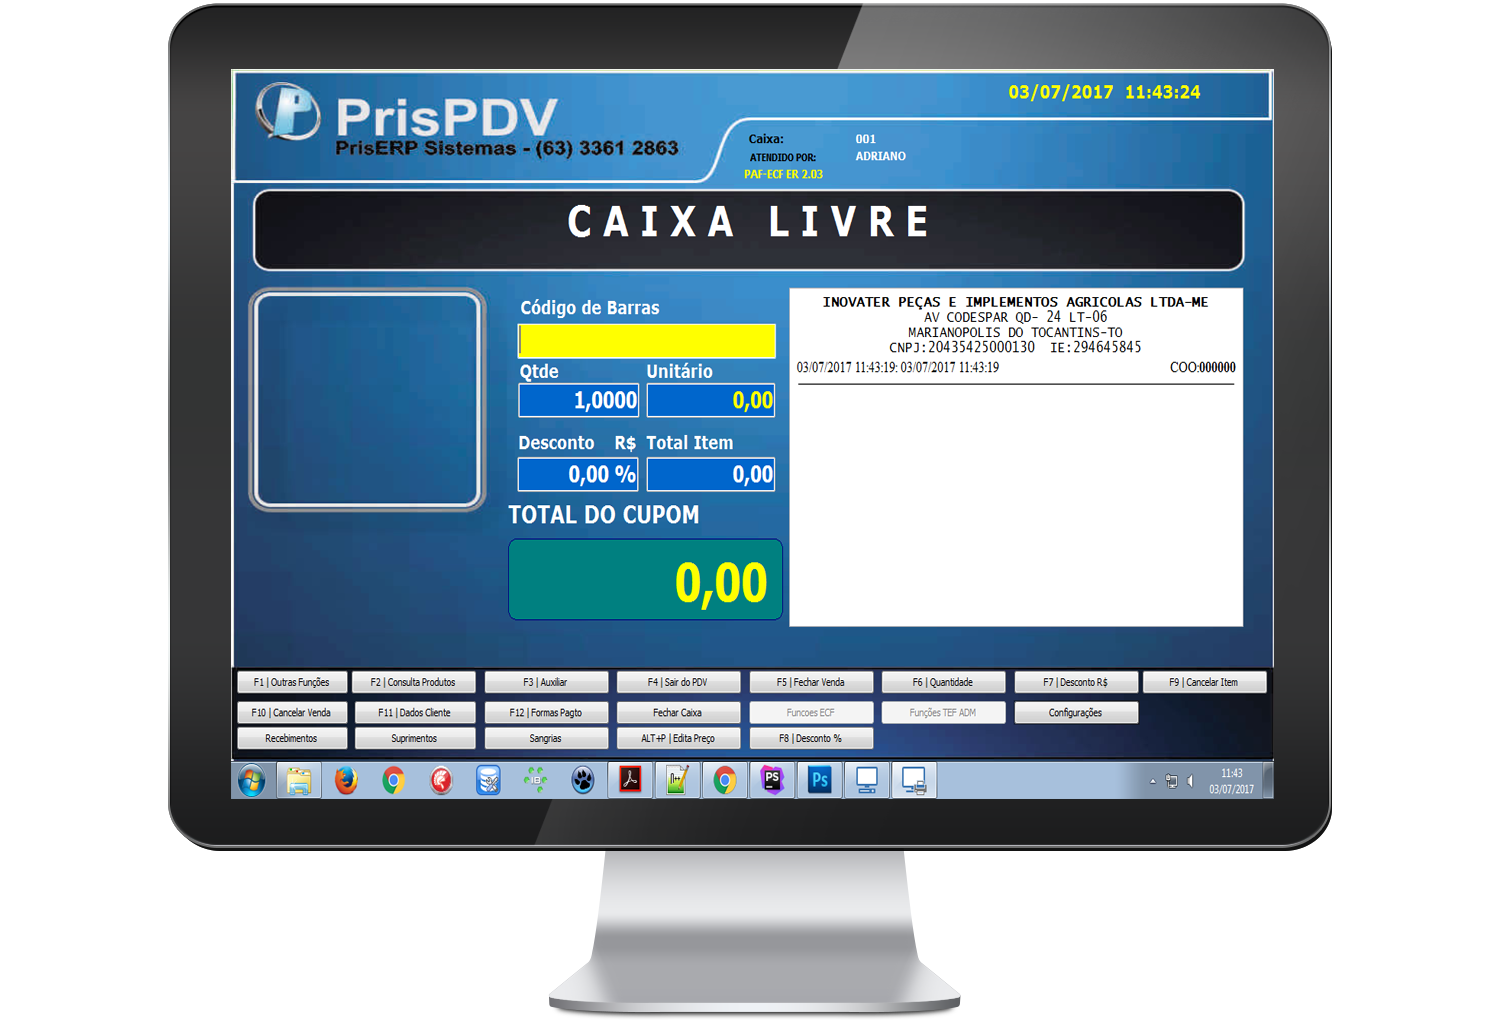 PrisPDV
PrisERP Sistemas - (63) 3361 2863
03/07/2017 11:43:24
Caixa: 001
ATENDIDO POR: ADRIANO
PAF-ECF ER 2.03
CAIXA LIVRE
Código de Barras
Qtde Unitário
1,0000 0,00
Desconto R$ Total Item
0,00 % 0,00
TOTAL DO CUPOM
0,00
INOVATER PEÇAS E IMPLEMENTOS AGRICOLAS LTDA-ME
AV CODESPAR QD- 24 LT-06
MARIANOPOLIS DO TOCANTINS-TO
CNPJ:20435425000130 IE:294645845
03/07/2017 11:43:19: 03/07/2017 11:43:19 COO:000000
F1 | Outras Funções F2 | Consulta Produtos F3 | Auxiliar F4 | Sair do PDV F5 | Fechar Venda F6 | Quantidade F7 | Desconto R$ F9 | Cancelar Item
F10 | Cancelar Venda F11 | Dados Cliente F12 | Formas Pagto Fechar Caixa Funcoes ECF Funções TEF ADM Configurações
Recebimentos Suprimentos Sangrias ALT+P | Edita Preço F8 | Desconto %
IB PS Ps
11:43
03/07/2017